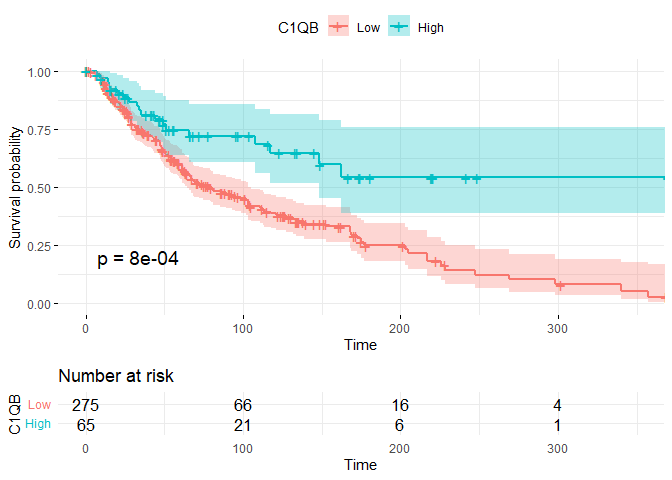 C1QB Low High
1.00
0.75
0.50
0.25
0.00
Survival probability
p = 8e-04
0 100 200 300
Time
Number at risk
C1QB
Low 275 66 16 4
High 65 21 6 1
0 100 200 300
Time